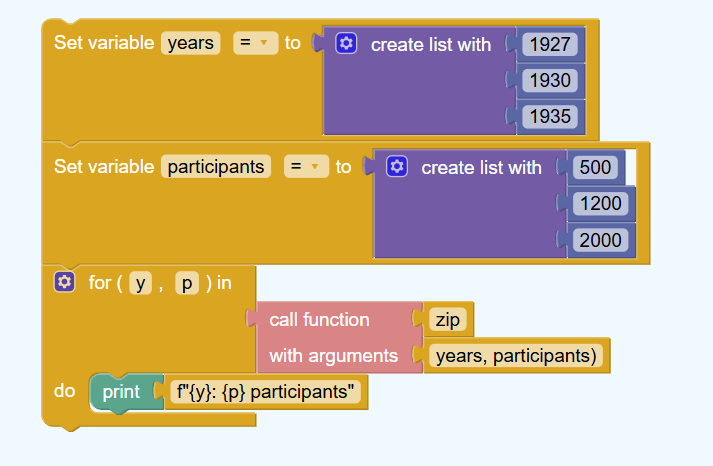 Set variable years = to create list with 1927
1930
1935
Set variable participants = to create list with 500
1200
2000
for ( y , p ) in
call function zip
with arguments years, participants)
do print f"{y}: {p} participants"